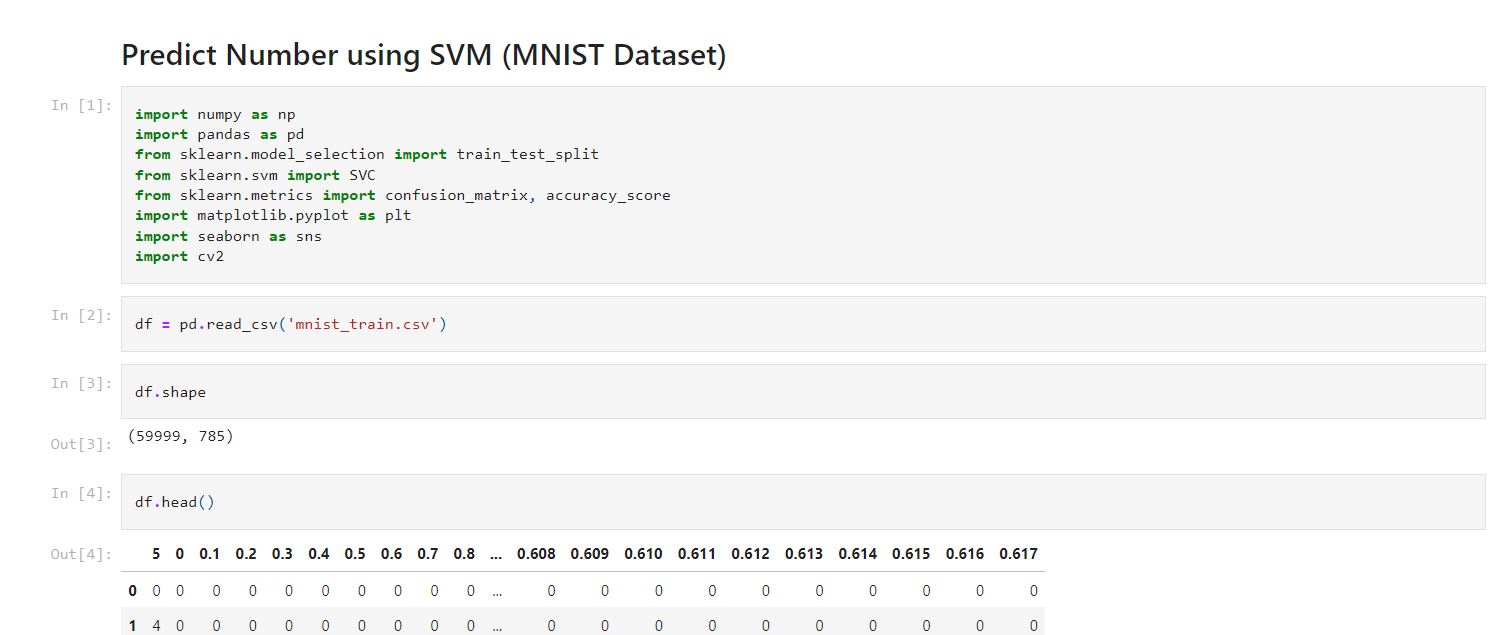 Predict Number using SVM (MNIST Dataset)
In [1]:
import numpy as np
import pandas as pd
from sklearn.model_selection import train_test_split
from sklearn.svm import SVC
from sklearn.metrics import confusion_matrix, accuracy_score
import matplotlib.pyplot as plt
import seaborn as sns
import cv2
In [2]:
df = pd.read_csv('mnist_train.csv')
In [3]:
df.shape
Out[3]:
(59999, 785)
In [4]:
df.head()
Out[4]:
5 0 0.1 0.2 0.3 0.4 0.5 0.6 0.7 0.8 ... 0.608 0.609 0.610 0.611 0.612 0.613 0.614 0.615 0.616 0.617
0 0 0 0 0 0 0 0 0 0 0 ... 0 0 0 0 0 0 0 0 0 0
1 4 0 0 0 0 0 0 0 0 0 ... 0 0 0 0 0 0 0 0 0 0